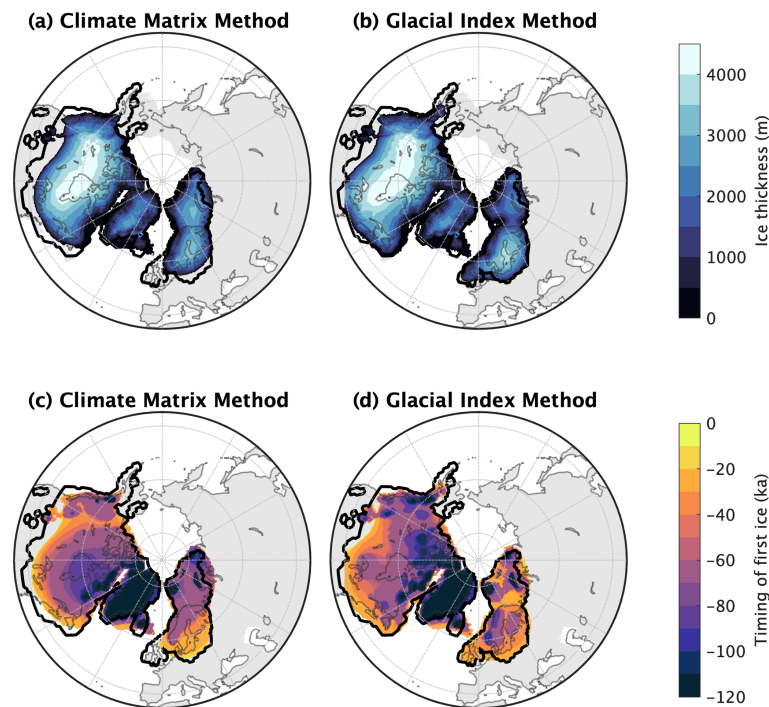 (a) Climate Matrix Method
(b) Glacial Index Method
4000
3000
2000
1000
0
Ice thickness (m)
(c) Climate Matrix Method
(d) Glacial Index Method
0
−20
−40
−60
−80
−100
−120
Timing of first ice (ka)